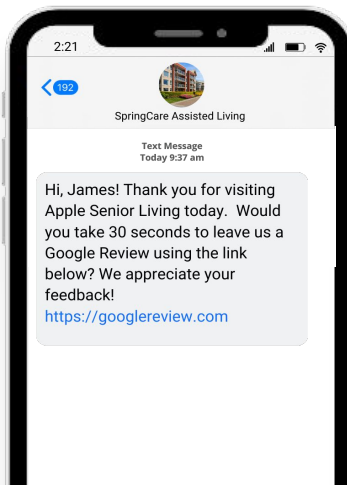 2:21
192
SpringCare Assisted Living
Text Message
Today 9:37 am
Hi, James! Thank you for visiting
Apple Senior Living today. Would
you take 30 seconds to leave us a
Google Review using the link
below? We appreciate your
feedback!
https://googlereview.com